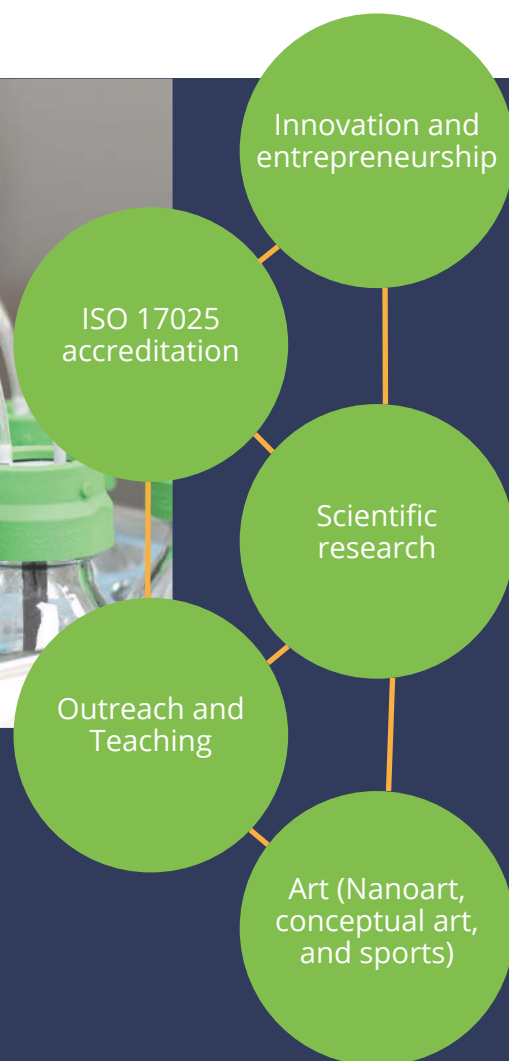 Innovation and
entrepreneurship
ISO 17025
accreditation
Scientific
research
Outreach and
Teaching
Art (Nanoart,
conceptual art,
and sports)